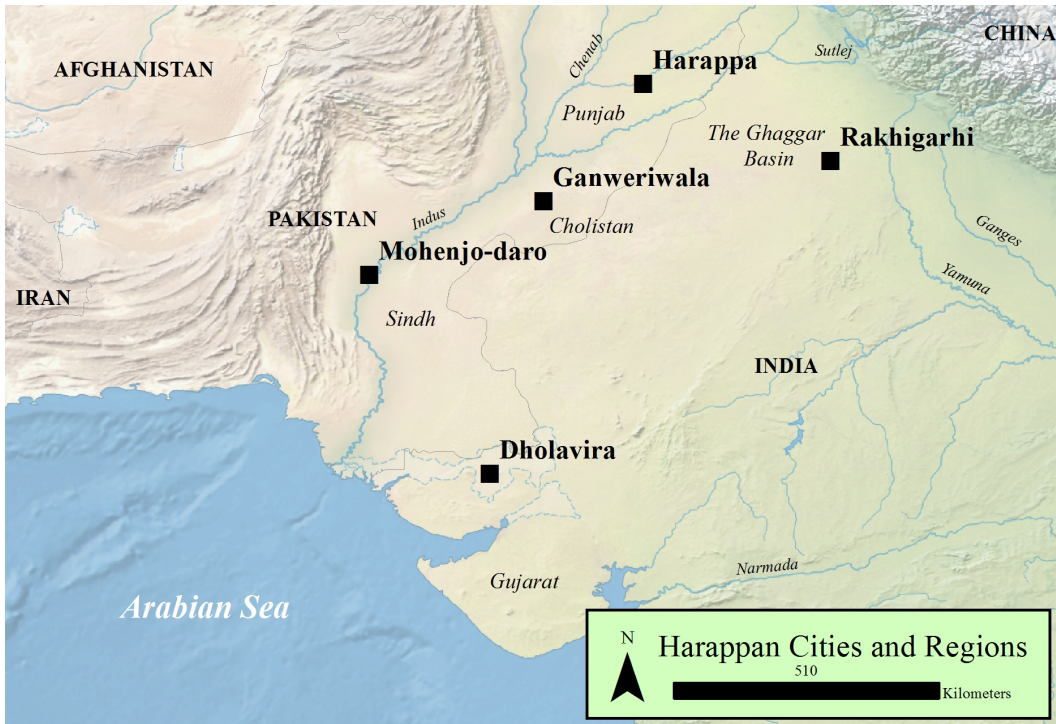 CHINA
AFGHANISTAN
Chenab
Sutlej
Harappa
Punjab
The Ghaggar
Basin
Rakhigarhi
Ganweriwala
PAKISTAN
Indus
Cholistan
Ganges
Mohenjo-daro
Yamuna
IRAN
Sindh
INDIA
Dholavira
Narmada
Gujarat
Arabian Sea
N
Harappan Cities and Regions
510
Kilometers